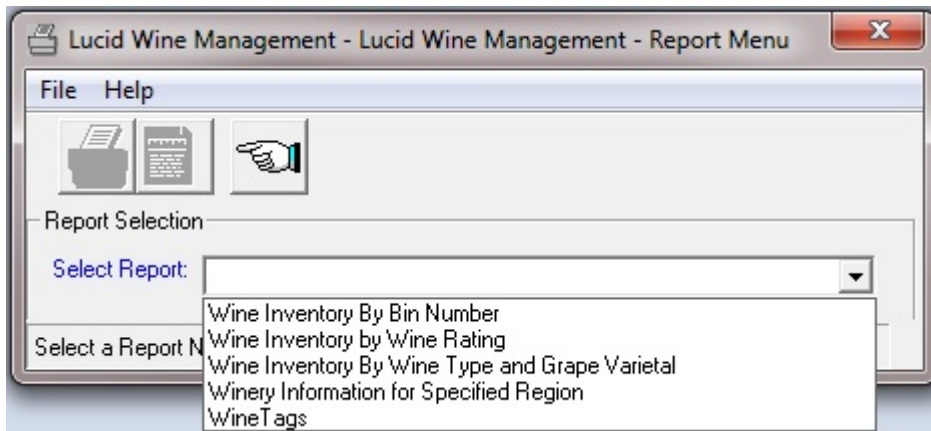 Lucid Wine Management - Lucid Wine Management - Report Menu
File Help
Report Selection
Select Report:
Wine Inventory By Bin Number
Wine Inventory by Wine Rating
Wine Inventory By Wine Type and Grape Varietal
Winery Information for Specified Region
WineTags
Select a Report N